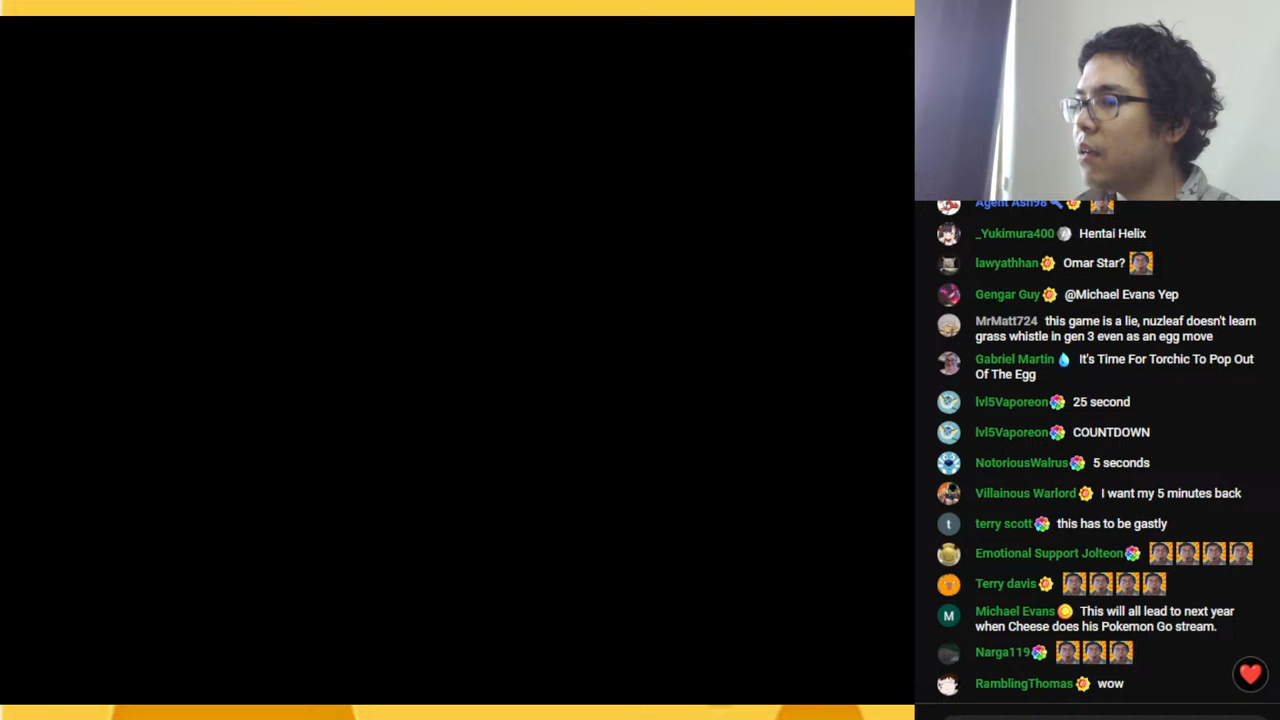 Agent Ash98
_Yukimura400 Hentai Helix
lawyathhan Omar Star?
Gengar Guy @Michael Evans Yep
MrMatt724 this game is a lie, nuzleaf doesn't learn
grass whistle in gen 3 even as an egg move
Gabriel Martin It's Time For Torchic To Pop Out
Of The Egg
lvl5Vaporeon 25 second
lvl5Vaporeon COUNTDOWN
NotoriousWalrus 5 seconds
Villainous Warlord I want my 5 minutes back
t terry scott this has to be gastly
Emotional Support Jolteon
Terry davis
M Michael Evans This will all lead to next year
when Cheese does his Pokemon Go stream.
Narga119
RamblingThomas wow